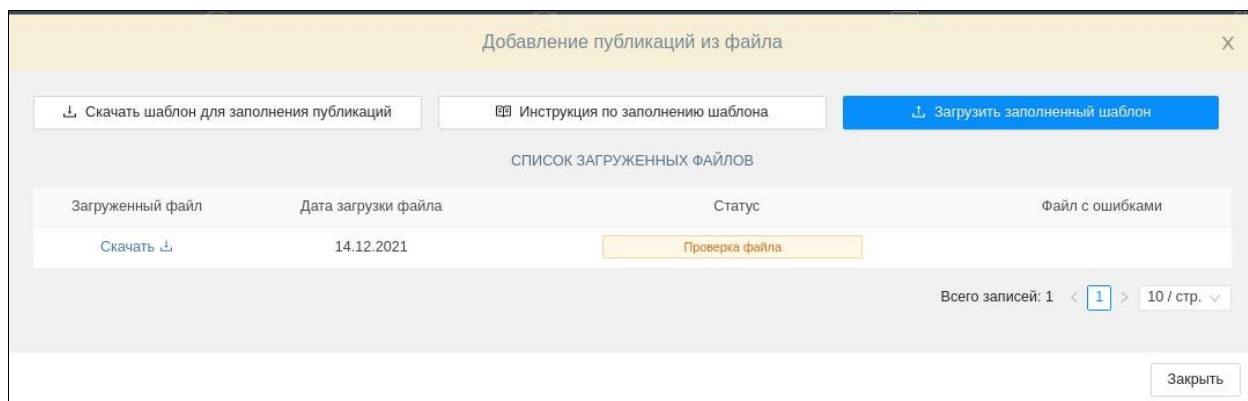 Добавление публикаций из файла X
Скачать шаблон для заполнения публикаций Инструкция по заполнению шаблона Загрузить заполненный шаблон
СПИСОК ЗАГРУЖЕННЫХ ФАЙЛОВ
Загруженный файл Дата загрузки файла Статус Файл с ошибками
Скачать 14.12.2021 Проверка файла
Всего записей: 1 < 1 > 10 / стр.
Закрыть